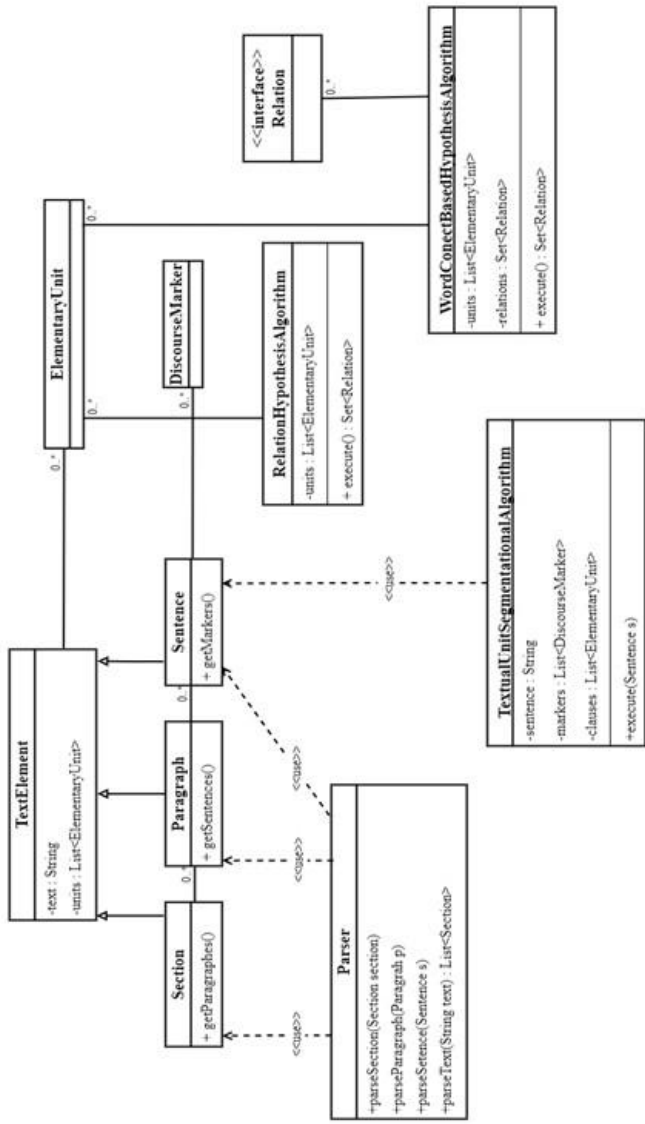 TextElement
-text : String
-units : List<ElementaryUnit>
0..*
ElementaryUnit
0..*
0..*
Section
+ getParagraphes()
0..*
Paragraph
+ getSentences()
0..*
Sentence
+ getMarkers()
0..*
DiscourseMarker
<<interface>>
Relation
0..*
<<use>>
<<use>>
<<use>>
<<use>>
RelationHypothesisAlgorithm
-units : List<ElementaryUnit>
+ execute() : Set<Relation>
Parser
+parseSection(Section section)
+parseParagraph(Paragrah p)
+parseSetence(Sentence s)
+parseText(String text) : List<Section>
TextualUnitSegmentationalAlgorithm
-sentence : String
-markers : List<DiscourseMarker>
-clauses : List<ElementaryUnit>
+execute(Sentence s)
WordConectBasedHypothesisAlgorithm
-units : List<ElementaryUnit>
-relations : Set<Relation>
+ execute() : Set<Relation>